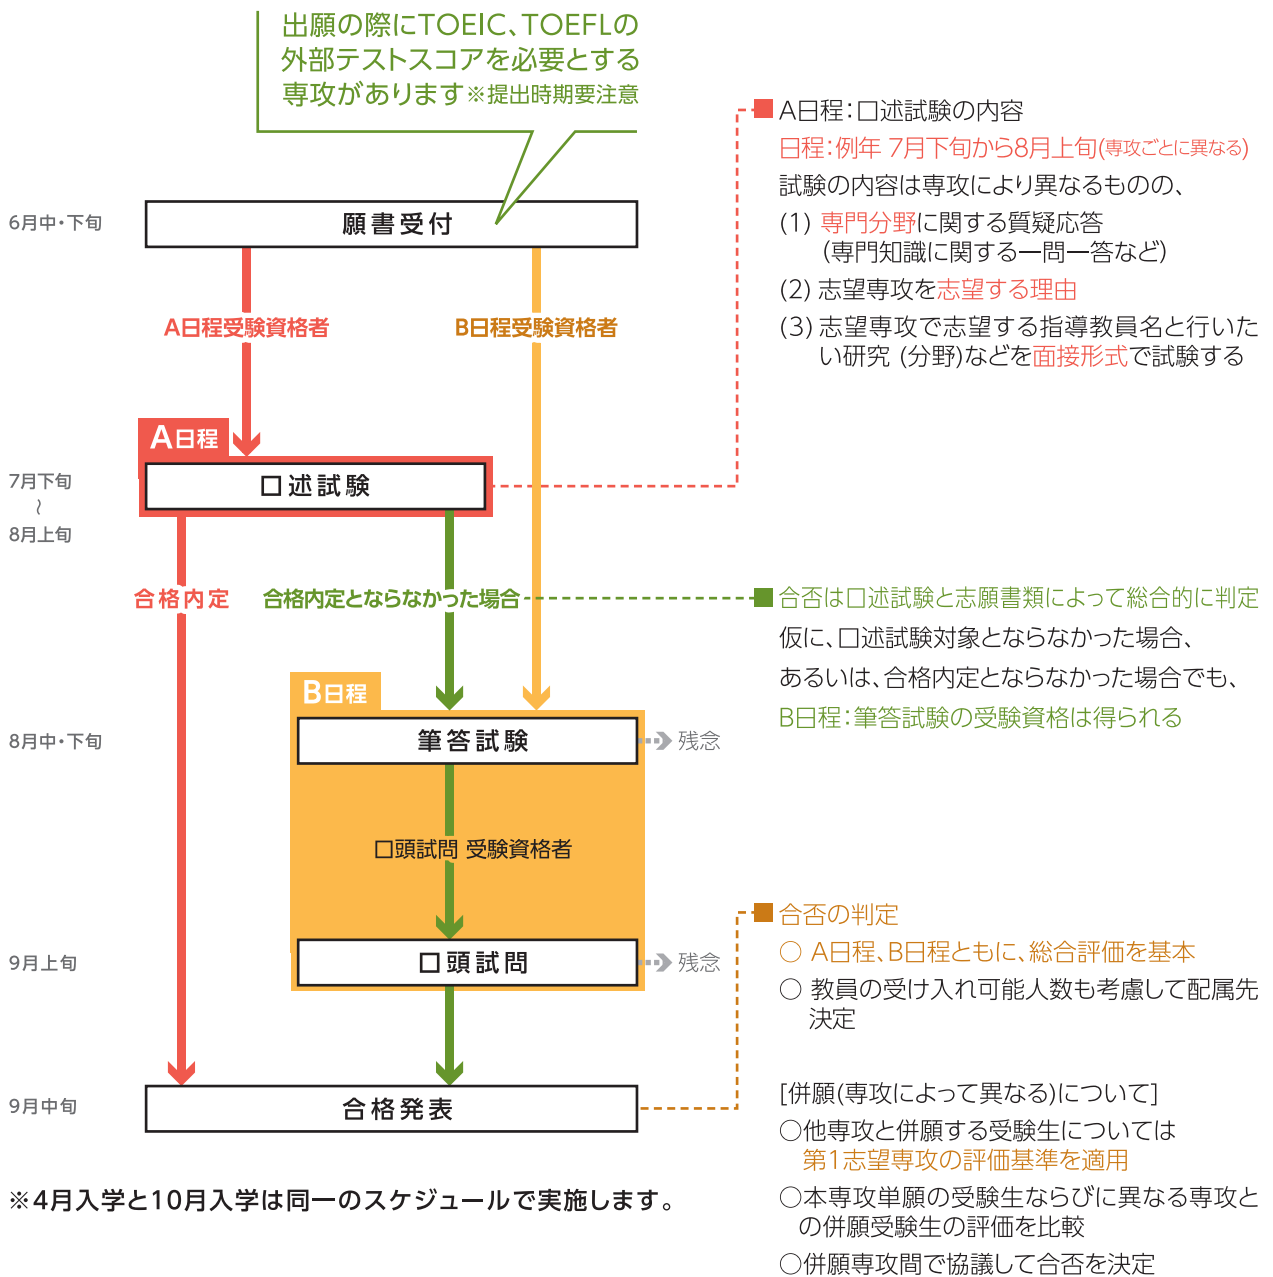 出願の際にTOEIC、TOEFLの
外部テストスコアを必要とする
専攻があります※提出時期要注意
6月中・下旬
願書受付
A日程受験資格者
B日程受験資格者
A日程
7月下旬
〜
8月上旬
口述試験
合格内定
合格内定とならなかった場合
B日程
8月中・下旬
筆答試験
残念
口頭試問 受験資格者
9月上旬
口頭試問
残念
9月中旬
合格発表
※4月入学と10月入学は同一のスケジュールで実施します。
A日程：口述試験の内容
日程：例年 7月下旬から8月上旬(専攻ごとに異なる)
試験の内容は専攻により異なるものの、
(1) 専門分野に関する質疑応答
（専門知識に関する一問一答など）
(2) 志望専攻を志望する理由
(3) 志望専攻で志望する指導教員名と行いた
い研究 (分野)などを面接形式で試験する
合否は口述試験と志願書類によって総合的に判定
仮に、口述試験対象とならなかった場合、
あるいは、合格内定とならなかった場合でも、
B日程：筆答試験の受験資格は得られる
合否の判定
○ A日程、B日程ともに、総合評価を基本
○ 教員の受け入れ可能人数も考慮して配属先
決定
[併願(専攻によって異なる)について]
○他専攻と併願する受験生については
第1志望専攻の評価基準を適用
○本専攻単願の受験生ならびに異なる専攻と
の併願受験生の評価を比較
○併願専攻間で協議して合否を決定